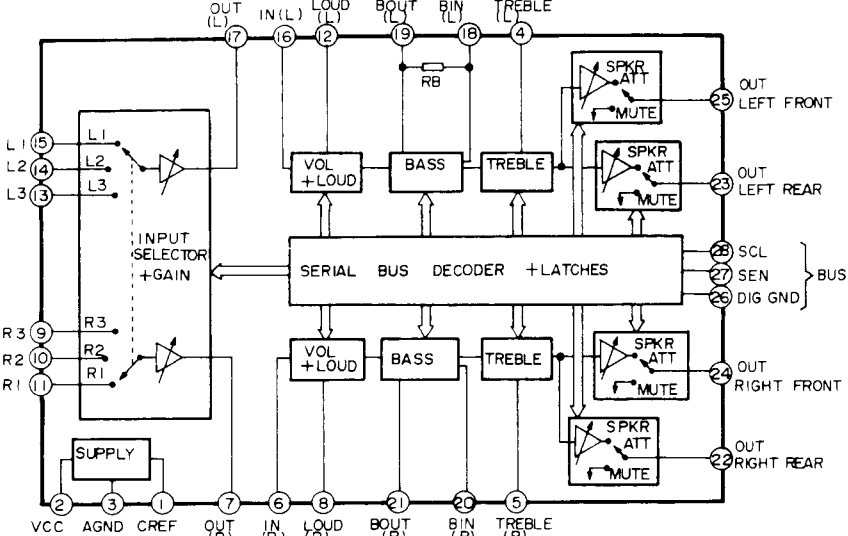 OUT (L)
IN (L)
LOUD (L)
BOUT (L)
BIN (L)
TREBLE (L)
17
16
12
19
18
4
RB
SPKR
ATT
MUTE
25
OUT
LEFT FRONT
L1 15 L1
L2 14 L2
L3 13 L3
VOL
+LOUD
BASS
TREBLE
SPKR
ATT
MUTE
23
OUT
LEFT REAR
INPUT
SELECTOR
+GAIN
SERIAL BUS DECODER +LATCHES
28 SCL
27 SEN
26 DIG GND
BUS
R3 9 R3
R2 10 R2
R1 11 R1
VOL
+LOUD
BASS
TREBLE
SPKR
ATT
MUTE
24
OUT
RIGHT FRONT
SPKR
ATT
MUTE
22
OUT
RIGHT REAR
SUPPLY
2
3
1
7
6
8
21
20
5
VCC
AGND
CREF
OUT
IN
LOUD
BOUT
BIN
TREBLE